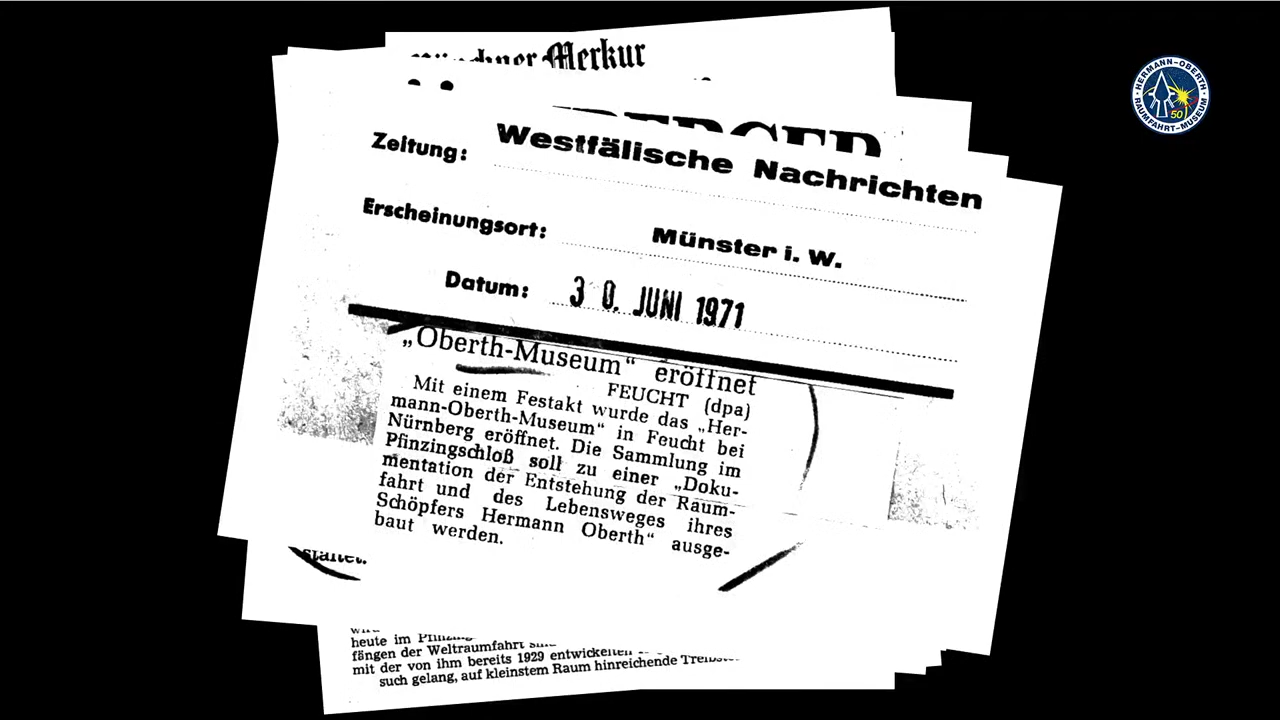 Merkur
BERGER
Zeitung: Westfälische Nachrichten
Erscheinungsort: Münster i. W.
Datum: 30. JUNI 1971
„Oberth-Museum“ eröffnet
FEUCHT (dpa)
Mit einem Festakt wurde das „Her-
mann-Oberth-Museum“ in Feucht bei
Nürnberg eröffnet. Die Sammlung im
Pfinzingschloß soll zu einer „Doku-
mentation der Entstehung der Raum-
fahrt und des Lebensweges ihres
Schöpfers Hermann Oberth“ ausge-
baut werden.
staltet.
heute im
fängen der Weltraumfahrt
mit der von ihm bereits 1929 entwickelten
such gelang, auf kleinstem Raum hinreichende
HERMANN-OBERTH
RAUMFAHRT-MUSEUM
50